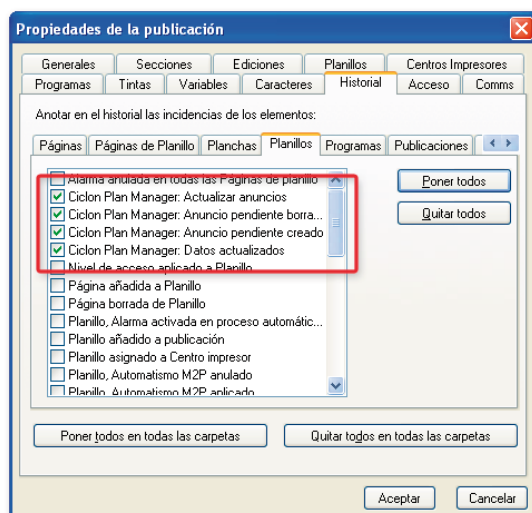 Propiedades de la publicación
Generales Secciones Ediciones Planillos Centros Impresores
Programas Tintas Variables Caracteres Historial Acceso Comms
Anotar en el historial las incidencias de los elementos:
Páginas Páginas de Planillo Planchas Planillos Programas Publicaciones
Alarma anulada en todas las Páginas de planillo
Ciclon Plan Manager: Actualizar anuncios
Ciclon Plan Manager: Anuncio pendiente borra...
Ciclon Plan Manager: Anuncio pendiente creado
Ciclon Plan Manager: Datos actualizados
Nivel de acceso aplicado a Planillo
Página añadida a Planillo
Página borrada de Planillo
Planillo, Alarma activada en proceso automátic...
Planillo añadido a publicación
Planillo asignado a Centro impresor
Planillo, Automatismo M2P anulado
Planillo, Automatismo M2P aplicado
Poner todos
Quitar todos
Poner todos en todas las carpetas Quitar todos en todas las carpetas
Aceptar Cancelar